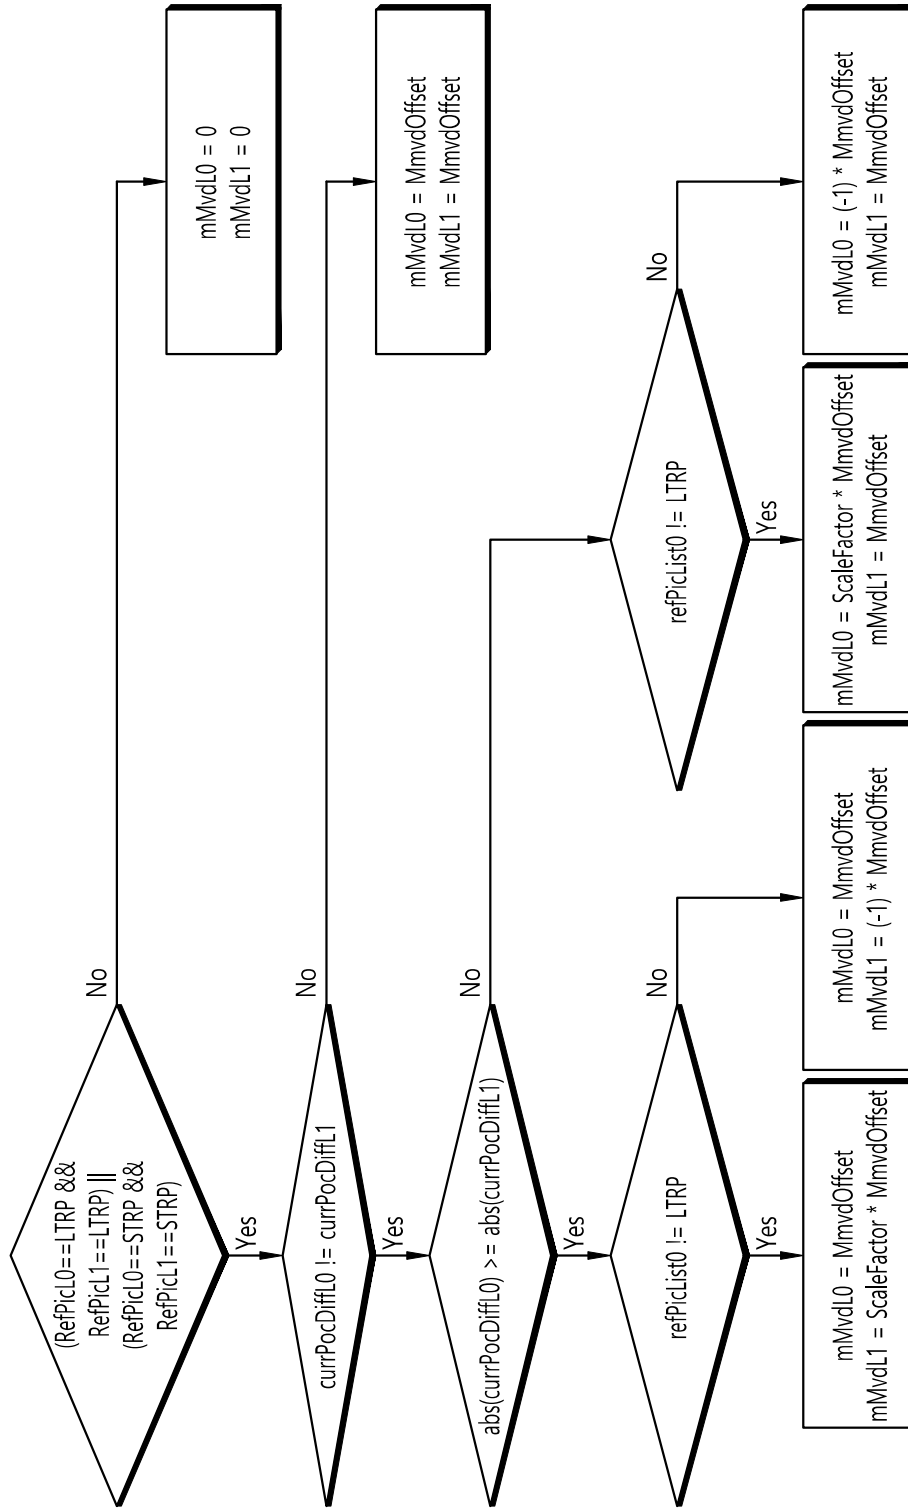 (RefPicL0==LTRP &&
RefPicL1==LTRP) ||
(RefPicL0==STRP &&
RefPicL1==STRP)
No
Yes
mMvdL0 = 0
mMvdL1 = 0
currPocDiffL0 != currPocDiffL1
No
Yes
mMvdL0 = MmvdOffset
mMvdL1 = MmvdOffset
abs(currPocDiffL0) >= abs(currPocDiffL1)
No
Yes
refPicList0 != LTRP
No
Yes
refPicList0 != LTRP
No
Yes
mMvdL0 = MmvdOffset
mMvdL1 = ScaleFactor * MmvdOffset
mMvdL0 = MmvdOffset
mMvdL1 = (-1) * MmvdOffset
mMvdL0 = ScaleFactor * MmvdOffset
mMvdL1 = MmvdOffset
mMvdL0 = (-1) * MmvdOffset
mMvdL1 = MmvdOffset